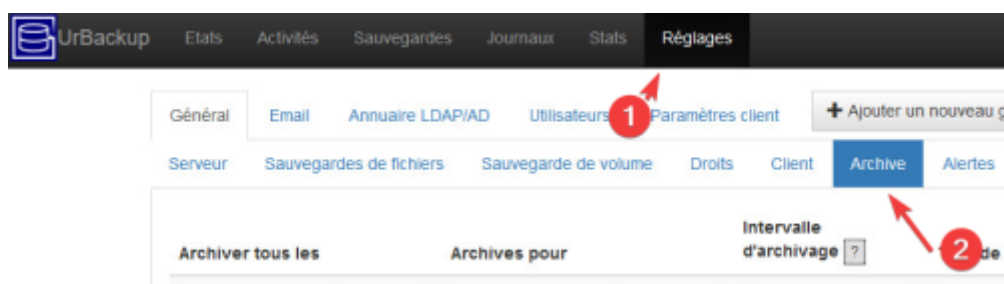 UrBackup Etats Activités Sauvegardes Journaux Stats Réglages
1
Général Email Annuaire LDAP/AD Utilisateurs Paramètres client + Ajouter un nouveau
Serveur Sauvegardes de fichiers Sauvegarde de volume Droits Client Archive Alertes
Intervalle
Archiver tous les Archives pour d'archivage ? 2 de